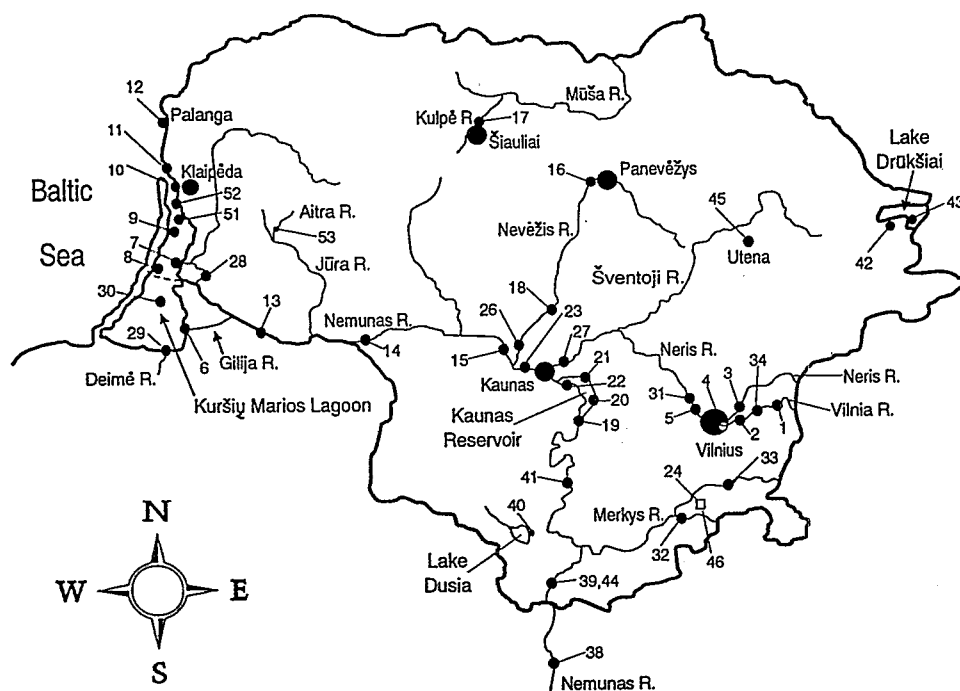 12
Palanga
11
10
Klaipėda
Baltic
Sea
52
51
9
7
8
28
30
29
6
13
Gilija R.
Deimė R.
Kuršių Marios Lagoon
Aitra R.
53
Jūra R.
Nemunas R.
14
Mūša R.
Kulpė R.
17
Šiauliai
16
Panevėžys
Nevėžis R.
45
Utena
Šventoji R.
Lake
Drūkšiai
43
42
18
26
23
27
15
21
Kaunas
22
20
Kaunas
Reservoir
19
Neris R.
34
4
3
Neris R.
31
Vilnia R.
5
2
1
Vilnius
33
24
41
Merkys R.
32
46
40
Lake
Dusia
39,44
38
Nemunas R.
N
W
E
S